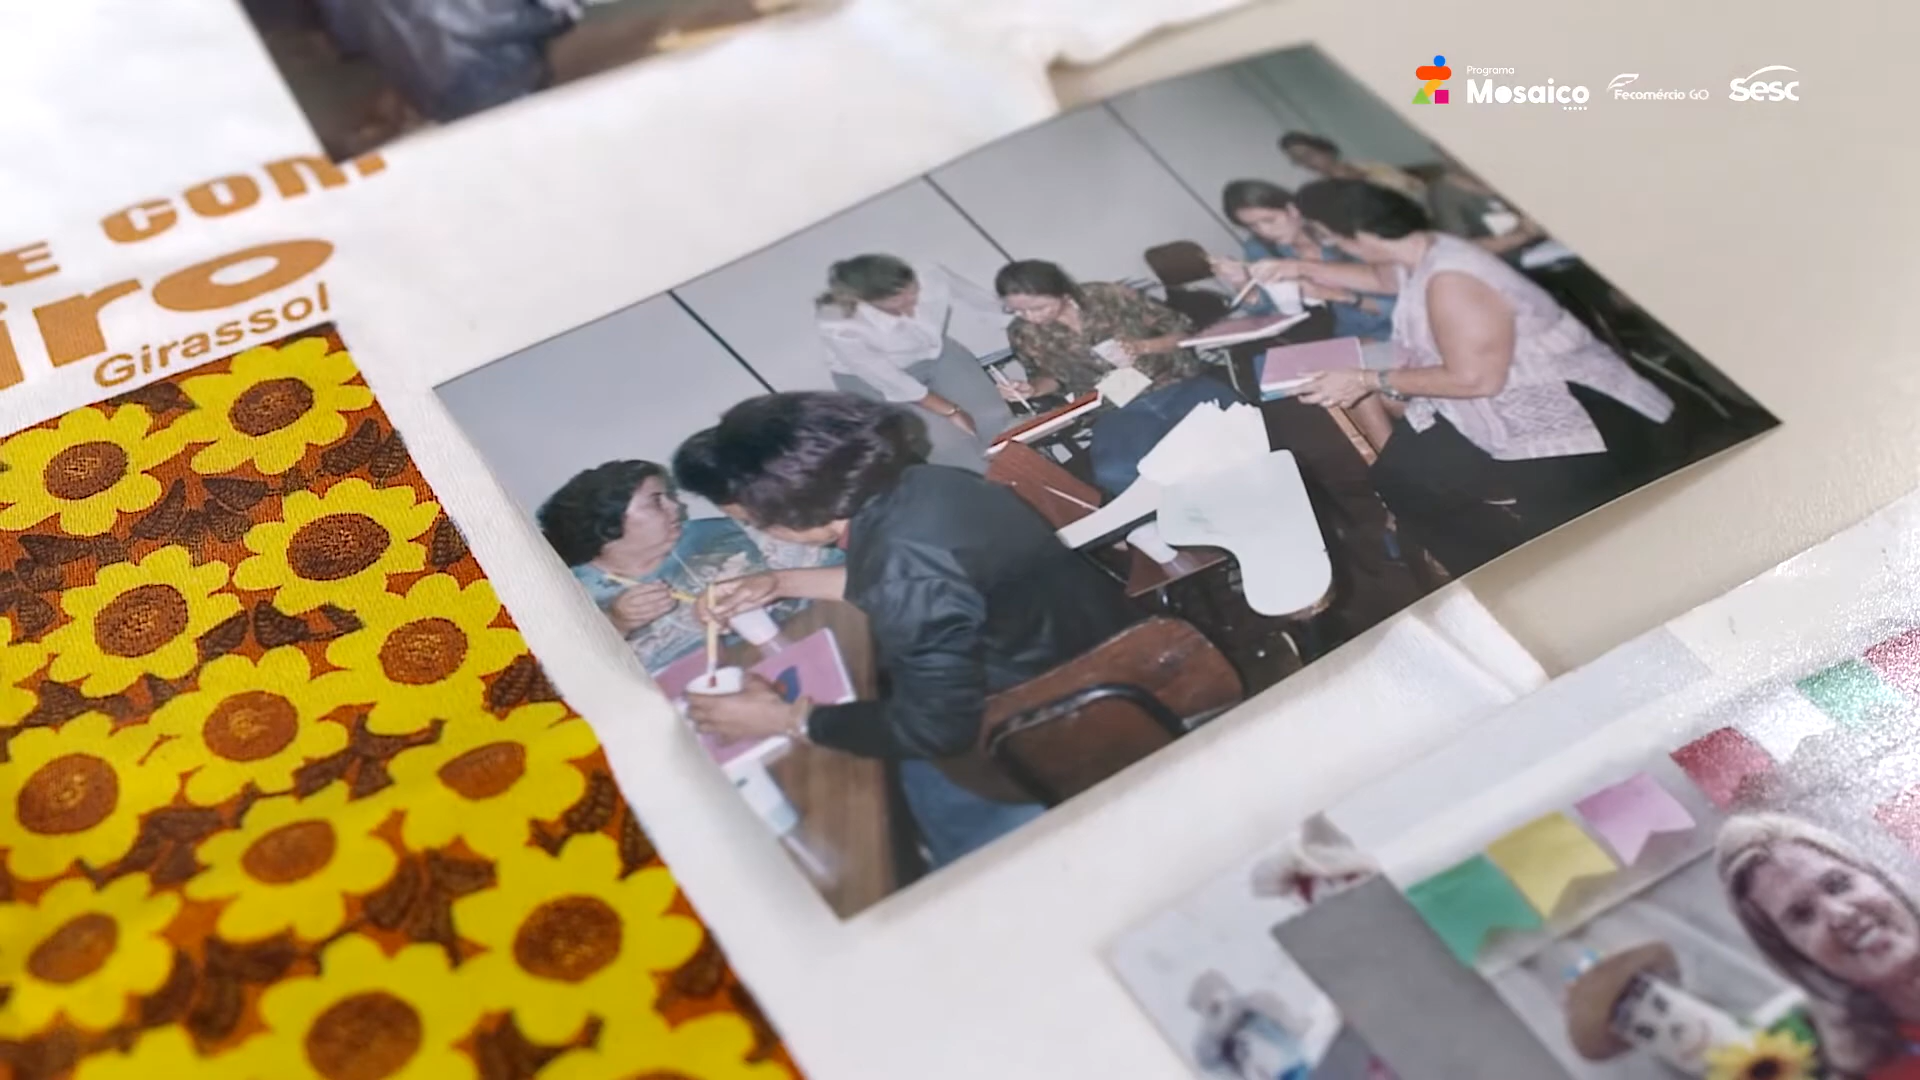 Programa
Mosaico
Fecomércio GO
Sesc
E COM
iro
Girassol